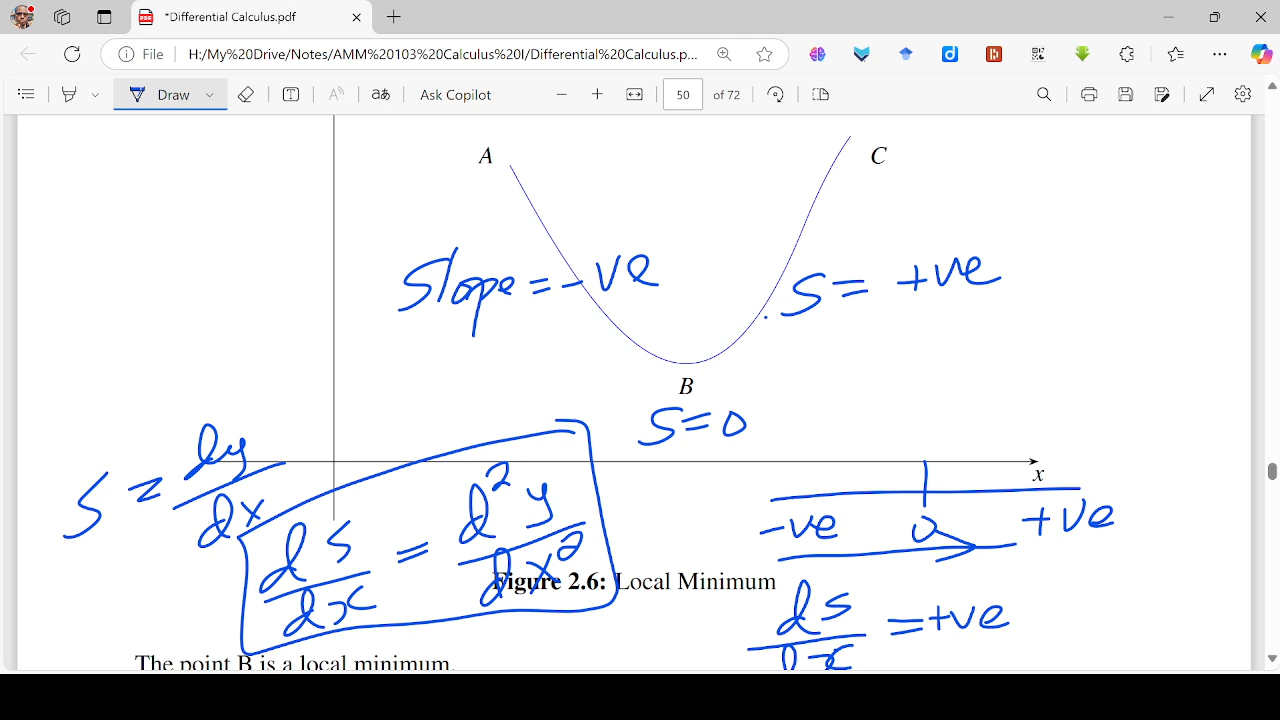 *Differential Calculus.pdf
File H:/My%20Drive/Notes/AMM%20103%20Calculus%20I/Differential%20Calculus.p...
Draw Ask Copilot 50 of 72
A C
Slope = -ve S = +ve
B
S = 0
x
S = dy/dx
dS/dx = d²y/dx²
-ve 0 +ve
Figure 2.6: Local Minimum
dS/dx = +ve
The point B is a local minimum.